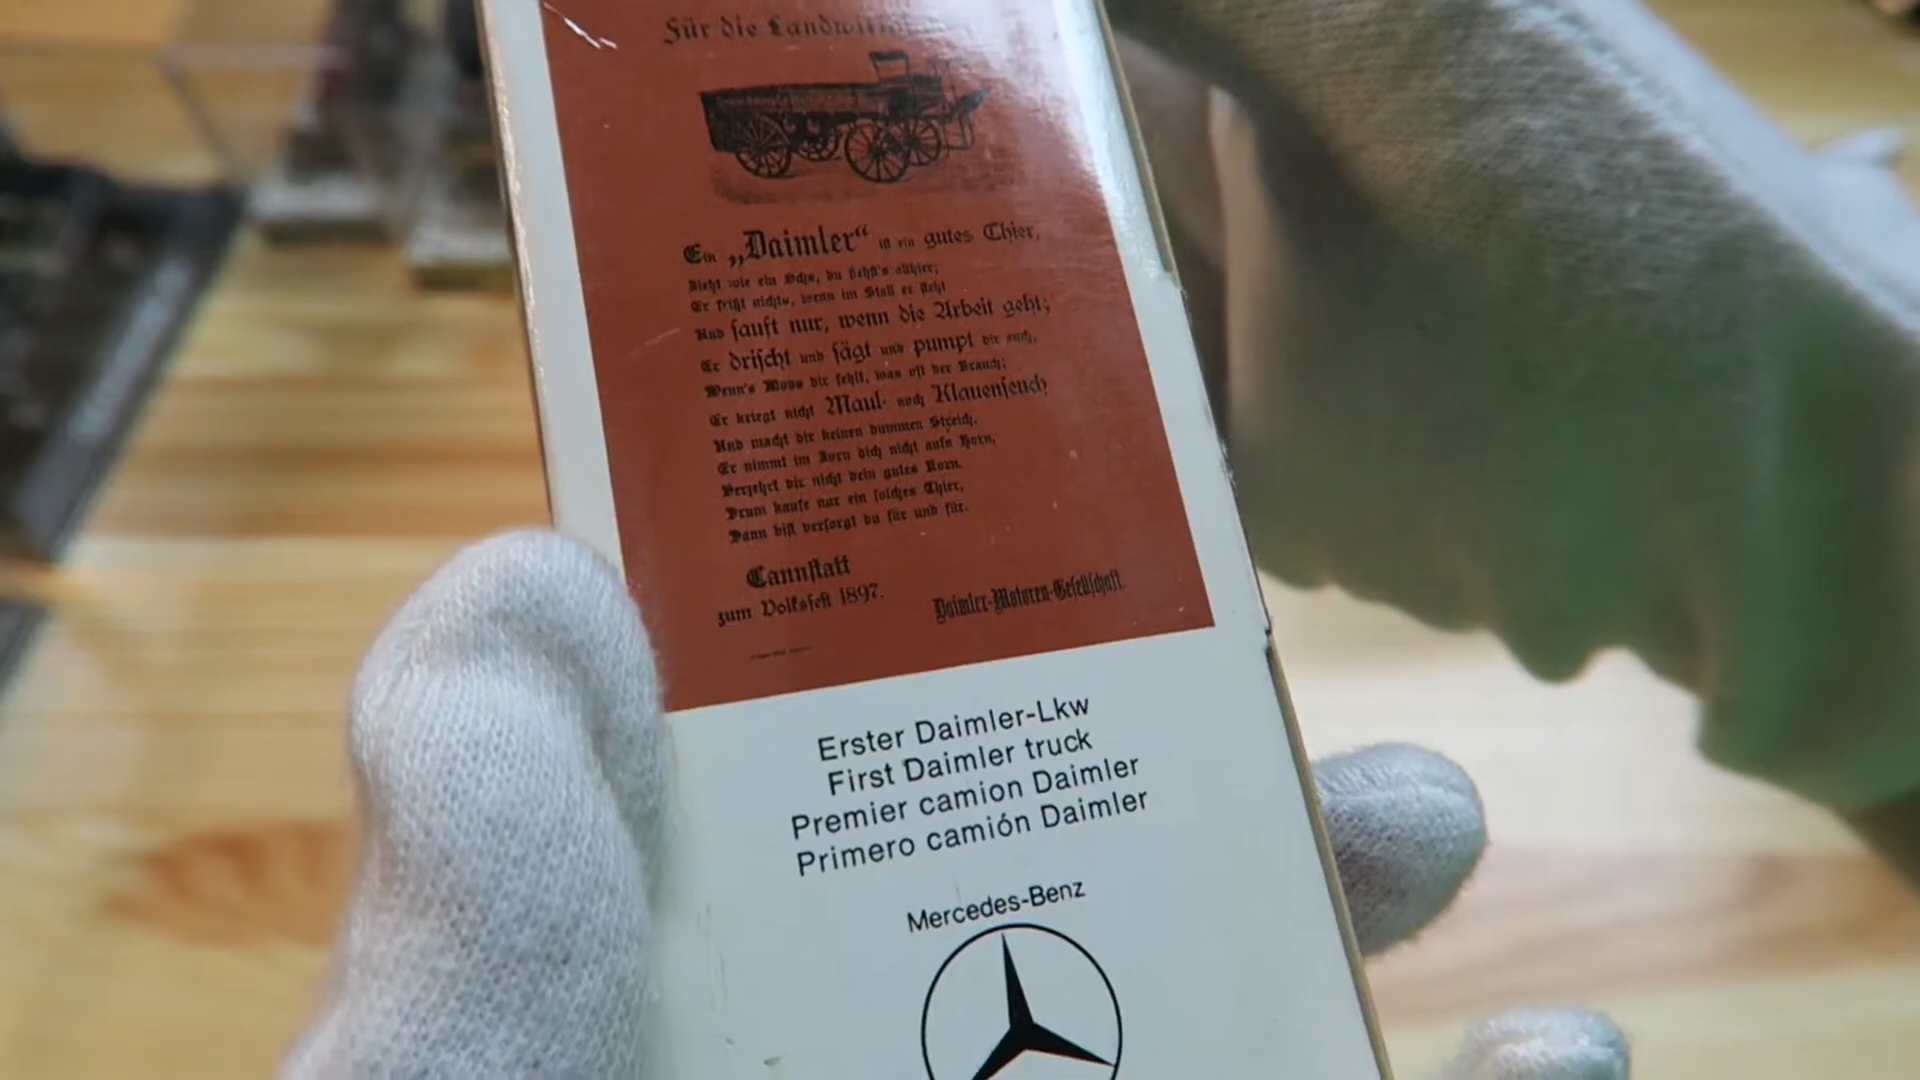 Für die Landwirtschaft
Ein „Daimler“ ist ein gutes Thier,
Zieht wie ein Ochs, du siehst's allhier;
Er frißt nichts, wenn im Stall er steht
Und sauft nur, wenn die Arbeit geht;
Er drischt und sägt und pumpt dir auch,
Wenn's Moos dir fehlt, was oft der Brauch;
Er kriegt nicht Maul- noch Klauenseuch
Und macht dir keinen dummen Streich.
Er nimmt im Zorn dich nicht aufs Horn,
Verzehrt dir nicht dein gutes Korn.
Drum kaufe nur ein solches Thier,
Dann bist versorgt du für und für.
Cannstatt
zum Volksfest 1897.
Daimler-Motoren-Gesellschaft.
Erster Daimler-Lkw
First Daimler truck
Premier camion Daimler
Primero camión Daimler
Mercedes-Benz